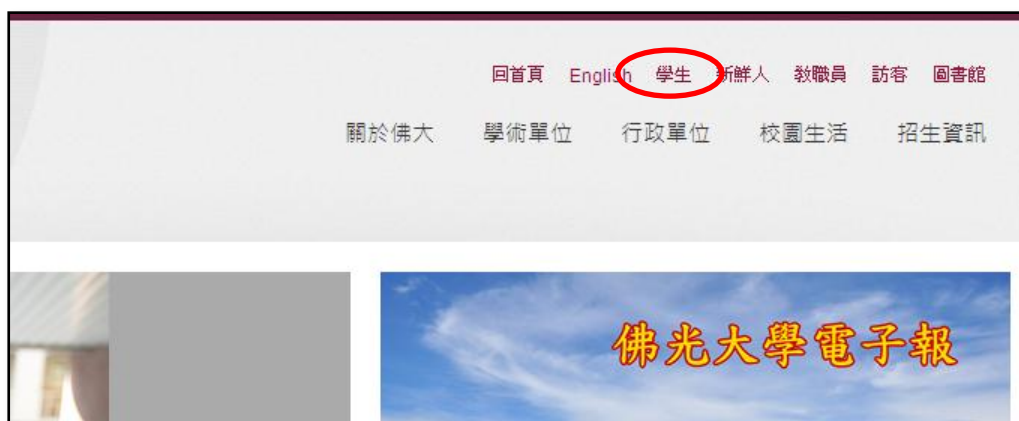 回首頁 English 學生 新鮮人 教職員 訪客 圖書館
關於佛大 學術單位 行政單位 校園生活 招生資訊
佛光大學電子報